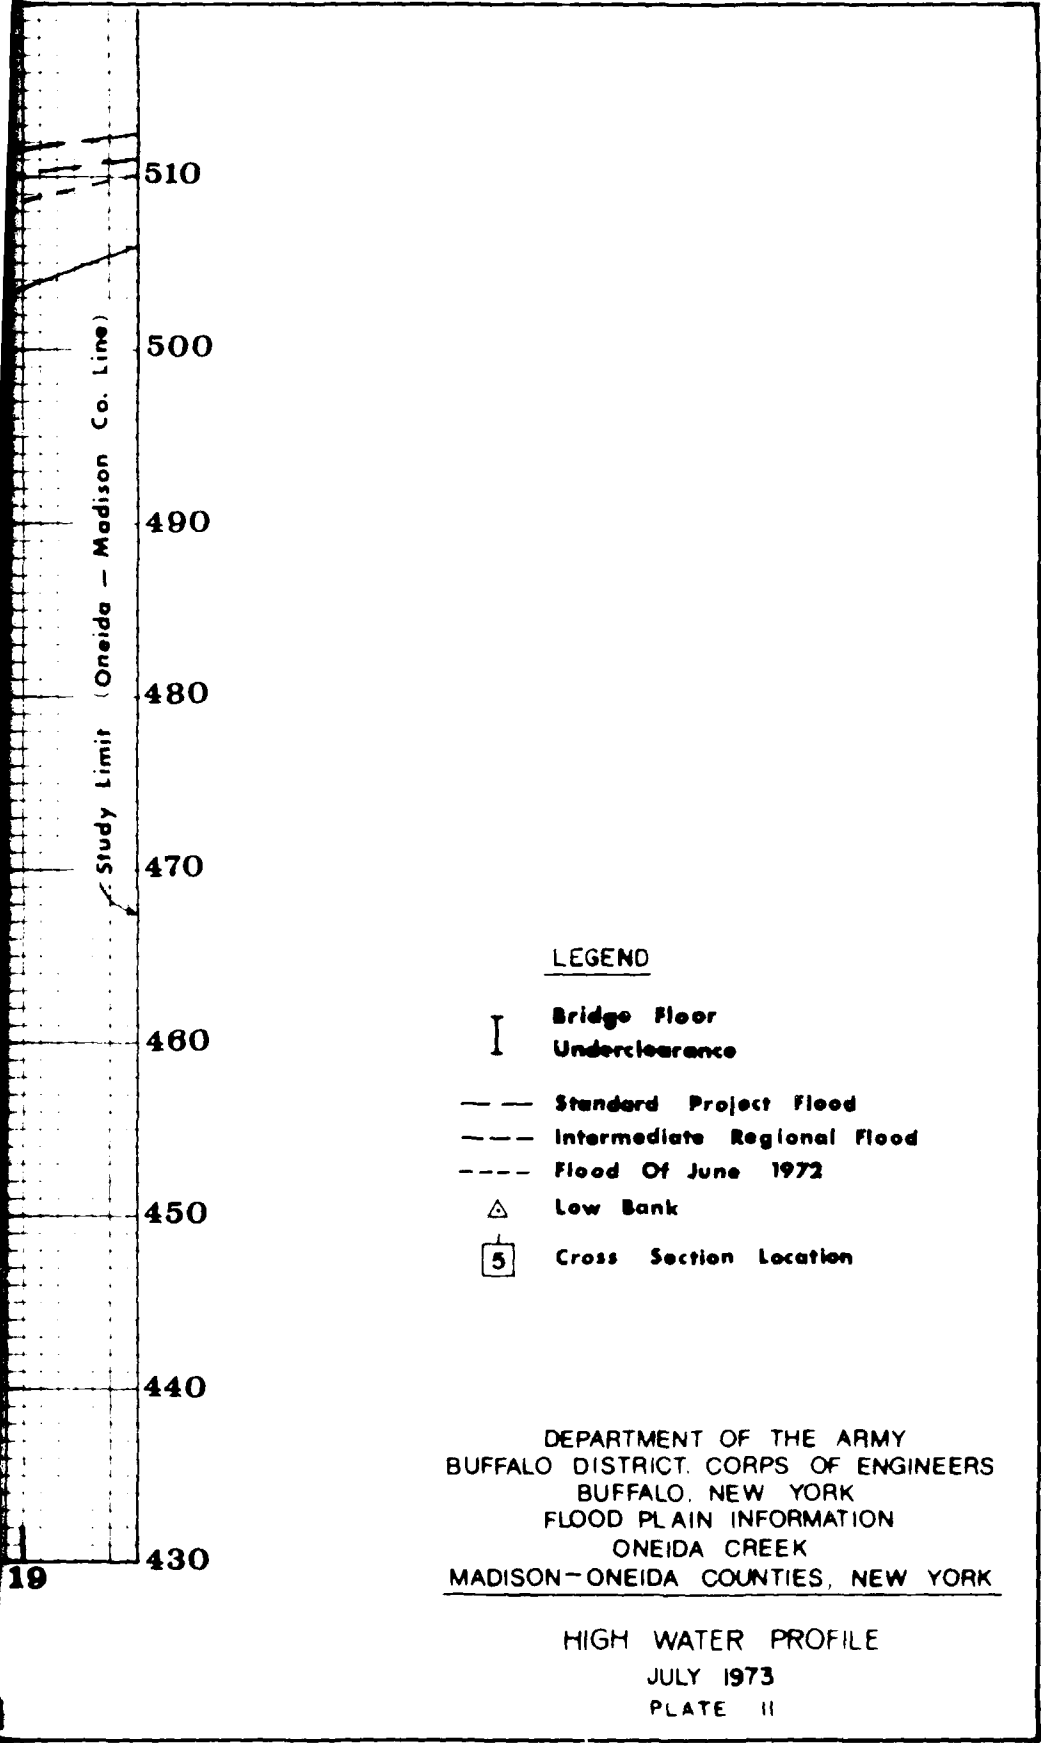 510
500
490
480
470
460
450
440
430
19
Study Limit (Oneida - Madison Co. Line)
LEGEND
Bridge Floor
Underclearance
Standard Project Flood
Intermediate Regional Flood
Flood Of June 1972
Low Bank
5 Cross Section Location
DEPARTMENT OF THE ARMY
BUFFALO DISTRICT. CORPS OF ENGINEERS
BUFFALO, NEW YORK
FLOOD PLAIN INFORMATION
ONEIDA CREEK
MADISON-ONEIDA COUNTIES, NEW YORK
HIGH WATER PROFILE
JULY 1973
PLATE 11